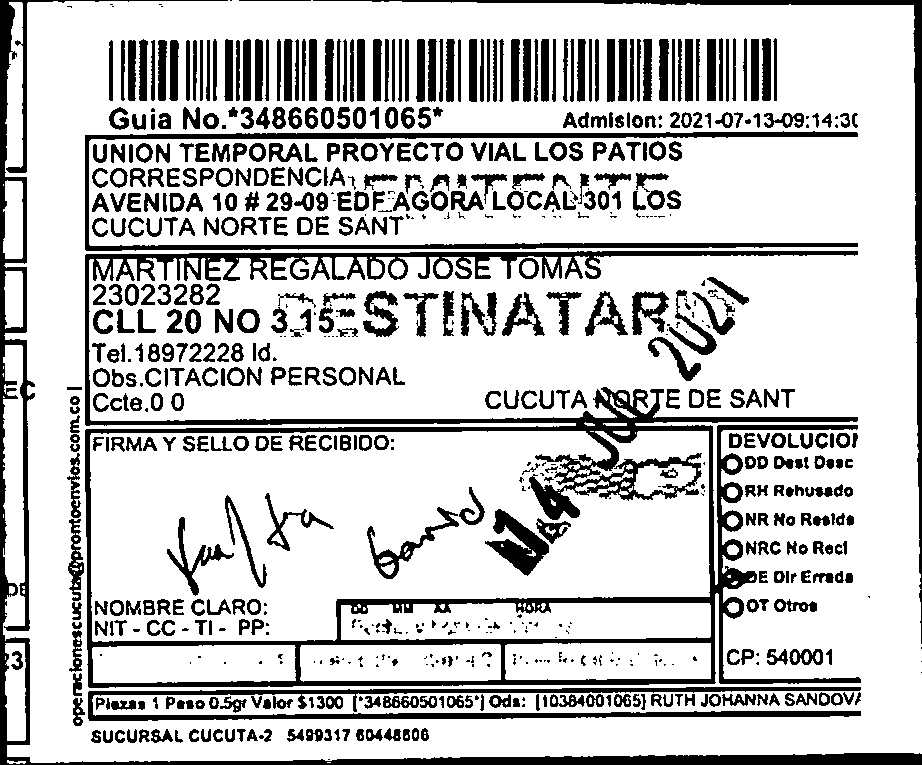 Guia No.*348660501065*
Admision: 2021-07-13-09:14:30
UNION TEMPORAL PROYECTO VIAL LOS PATIOS
CORRESPONDENCIA
AVENIDA 10 # 29-09 EDF AGORA LOCAL 301 LOS
CUCUTA NORTE DE SANT
MARTINEZ REGALADO JOSE TOMAS
23023282
DESTINATARIO
CLL 20 NO 3 15
Tel.18972228 Id.
Obs.CITACION PERSONAL
Ccte.0 0
CUCUTA NORTE DE SANT
14 JUL 2021
operacionescucuta@prontoenvios.com.co
FIRMA Y SELLO DE RECIBIDO:
DEVOLUCION
DD Dest Desc
RH Rehusado
NR No Reside
NRC No Recl
DE Dir Errada
OT Otros
NOMBRE CLARO:
NIT - CC - TI - PP:
DD MM AA HORA
CP: 540001
Piezas 1 Peso 0.5gr Valor $1300 [*348660501065*] Ods: [10384001065] RUTH JOHANNA SANDOVA
SUCURSAL CUCUTA-2 5499317 60448606